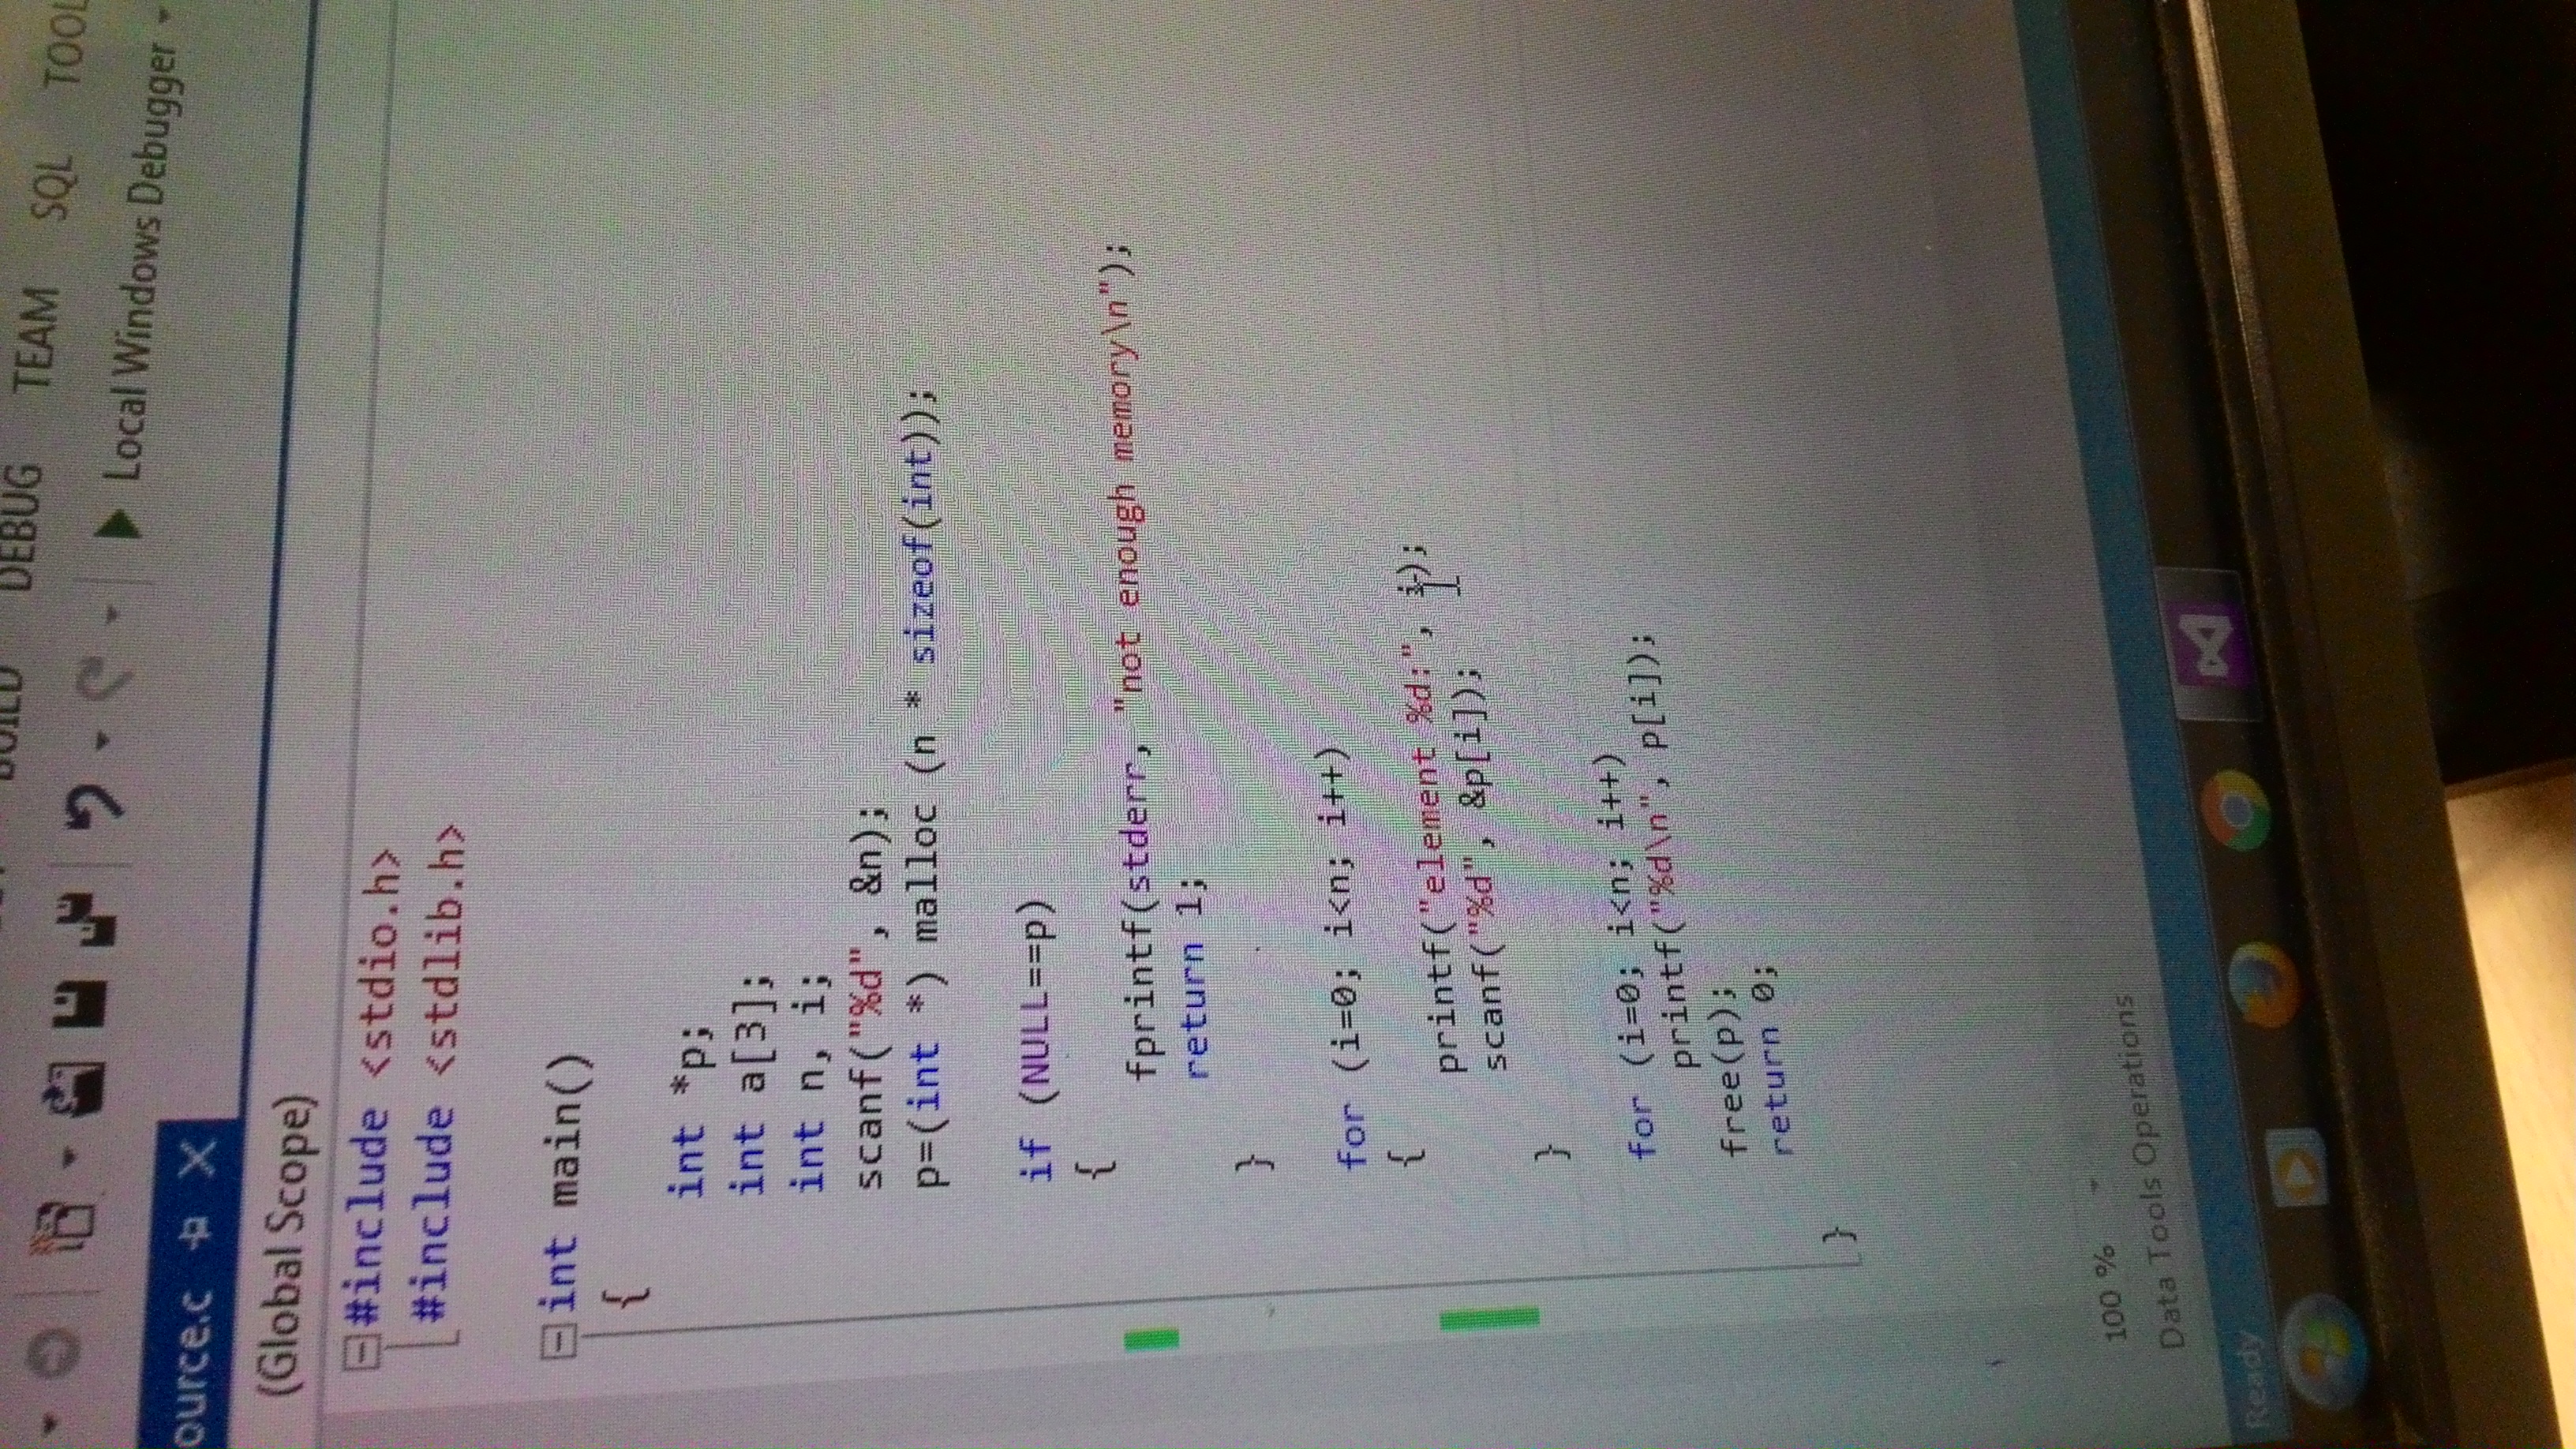 BUILD DEBUG TEAM SQL TOOL
Local Windows Debugger
ource.c
(Global Scope)
#include <stdio.h>
#include <stdlib.h>
int main()
{
int *p;
int a[3];
int n, i;
scanf("%d", &n);
p=(int *) malloc (n * sizeof(int));
if (NULL==p)
{
fprintf(stderr, "not enough memory\n");
return 1;
}
for (i=0; i<n; i++)
{
printf("element %d:", i);
scanf("%d", &p[i]);
}
for (i=0; i<n; i++)
printf("%d\n", p[i]);
free(p);
return 0;
}
100 %
Data Tools Operations
Ready